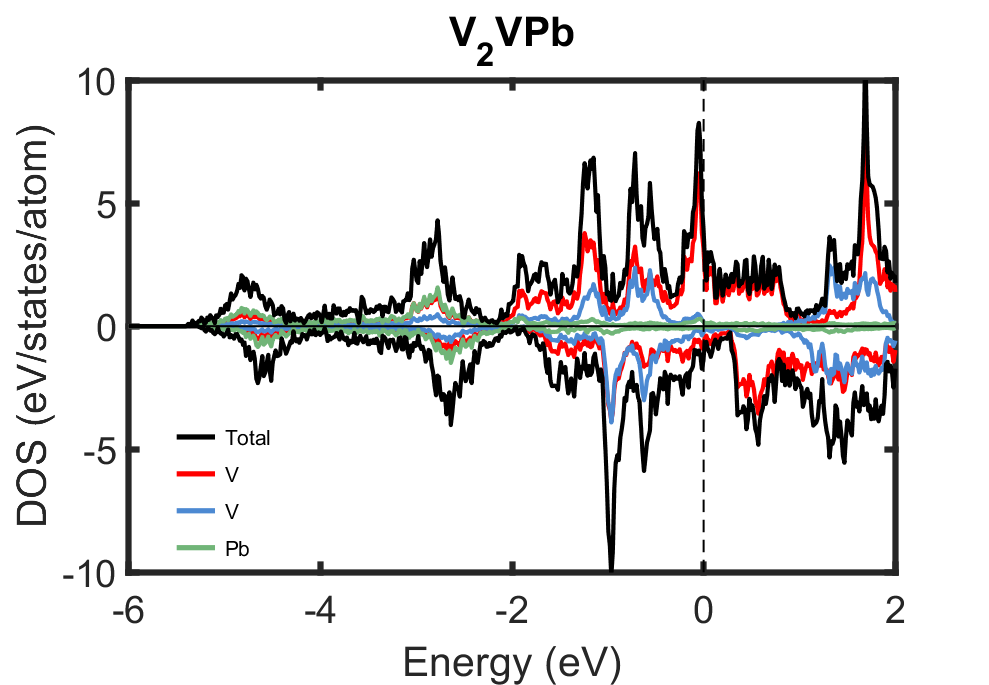 V₂VPb
DOS (eV/states/atom)
10
5
0
-5
-10
Total
V
V
Pb
-6 -4 -2 0 2
Energy (eV)